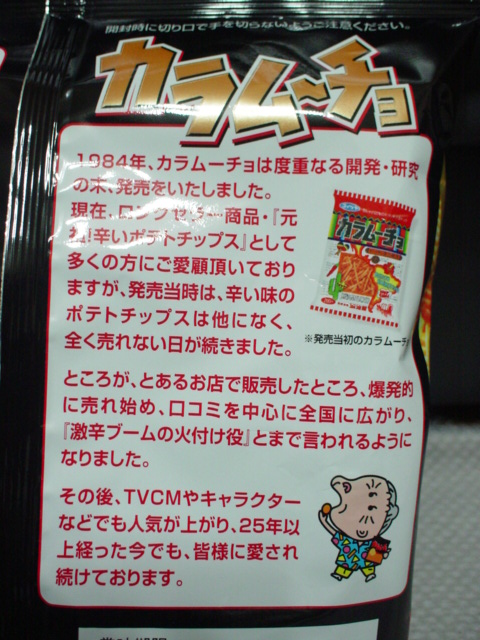 開封時に切り口で手を切らないようご注意ください。
カラムーチョ
1984年、カラムーチョは度重なる開発・研究
の末、発売をいたしました。
現在、ロングセラー商品・『元
祖!辛いポテトチップス』として
多くの方にご愛顧頂いており
ますが、発売当時は、辛い味の
ポテトチップスは他になく、
全く売れない日が続きました。
カラムーチョ
※発売当初のカラムーチョ
ところが、とあるお店で販売したところ、爆発的
に売れ始め、口コミを中心に全国に広がり、
『激辛ブームの火付け役』とまで言われるように
なりました。
その後、TVCMやキャラクター
などでも人気が上がり、25年以
上経った今でも、皆様に愛され
続けております。